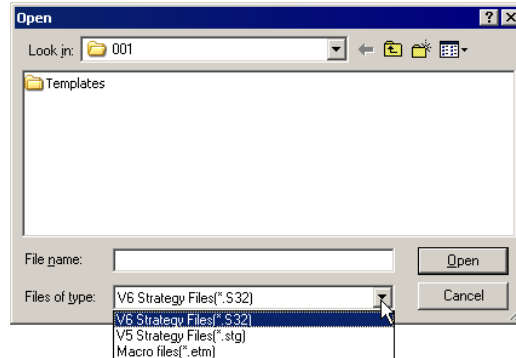 Open
Look in: 001
Templates
File name: Open
Files of type: V6 Strategy Files(*.S32) Cancel
V6 Strategy Files(*.S32)
V5 Strategy Files(*.stg)
Macro files(*.etm)